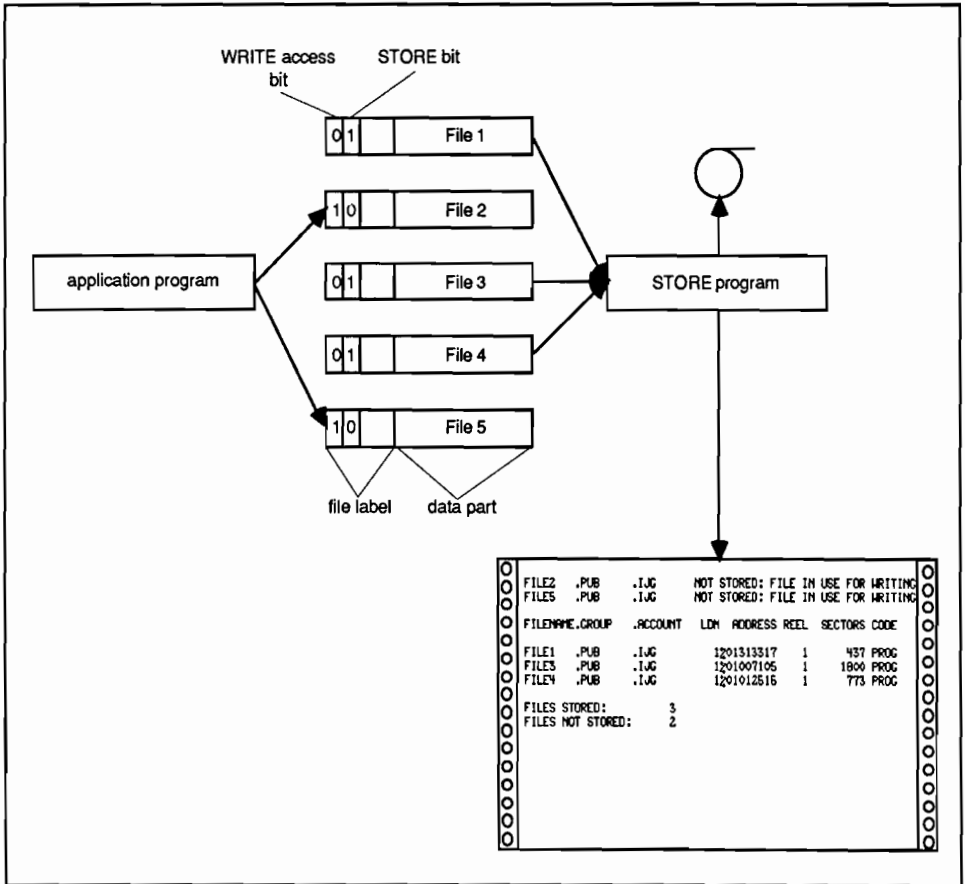 WRITE access bit
STORE bit
0 1 File 1
1 0 File 2
application program
0 1 File 3
STORE program
0 1 File 4
1 0 File 5
file label
data part
FILE2 .PUB .IJG NOT STORED: FILE IN USE FOR WRITING
FILE5 .PUB .IJG NOT STORED: FILE IN USE FOR WRITING
FILENAME.GROUP .ACCOUNT LDN ADDRESS REEL SECTORS CODE
FILE1 .PUB .IJG 1201313317 1 437 PROG
FILE3 .PUB .IJG 1201007105 1 1800 PROG
FILE4 .PUB .IJG 1201012516 1 773 PROG
FILES STORED: 3
FILES NOT STORED: 2